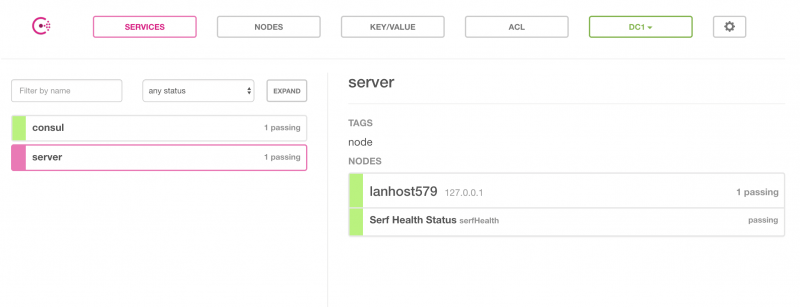 SERVICES NODES KEY/VALUE ACL DC1
Filter by name any status EXPAND
consul 1 passing
server 1 passing
server
TAGS
node
NODES
lanhost579 127.0.0.1 1 passing
Serf Health Status serfHealth passing